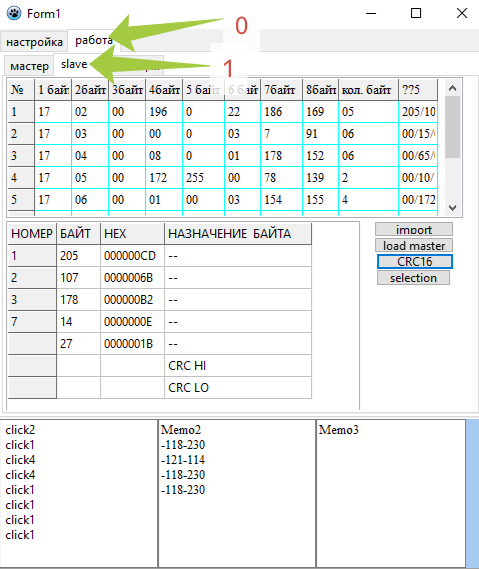 Form1
настройка работа 0
мастер slave 1
№ 1 байт 2байт 3байт 4байт 5 байт 6 байт 7байт 8байт кол. байт ??5
1 17 02 00 196 0 22 186 169 05 205/10
2 17 03 00 00 0 03 7 91 06 00/15/0
3 17 04 00 08 0 01 178 152 06 00/65/0
4 17 05 00 172 255 00 78 139 2 00/10/
5 17 06 00 01 00 03 154 155 4 00/172
НОМЕР БАЙТ HEX НАЗНАЧЕНИЕ БАЙТА
1 205 000000CD --
2 107 0000006B --
3 178 000000B2 --
7 14 0000000E --
27 0000001B --
CRC HI
CRC LO
import
load master
CRC16
selection
click2
click1
click4
click4
click1
click1
click1
click1
Memo2
-118-230
-121-114
-118-230
-118-230
Memo3